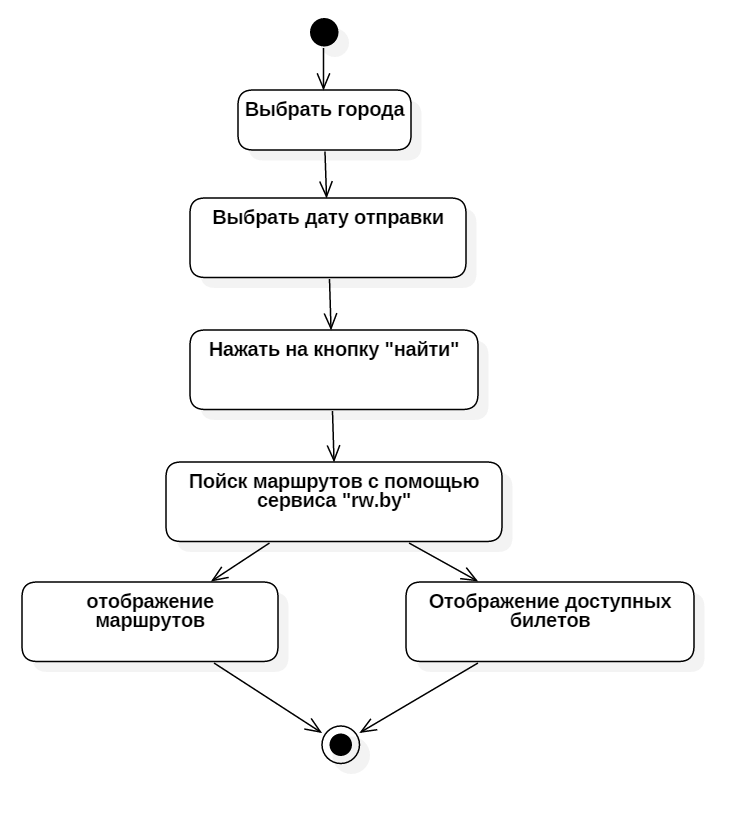 Выбрать города
Выбрать дату отправки
Нажать на кнопку "найти"
Пойск маршрутов с помощью
сервиса "rw.by"
отображение
маршрутов
Отображение доступных
билетов